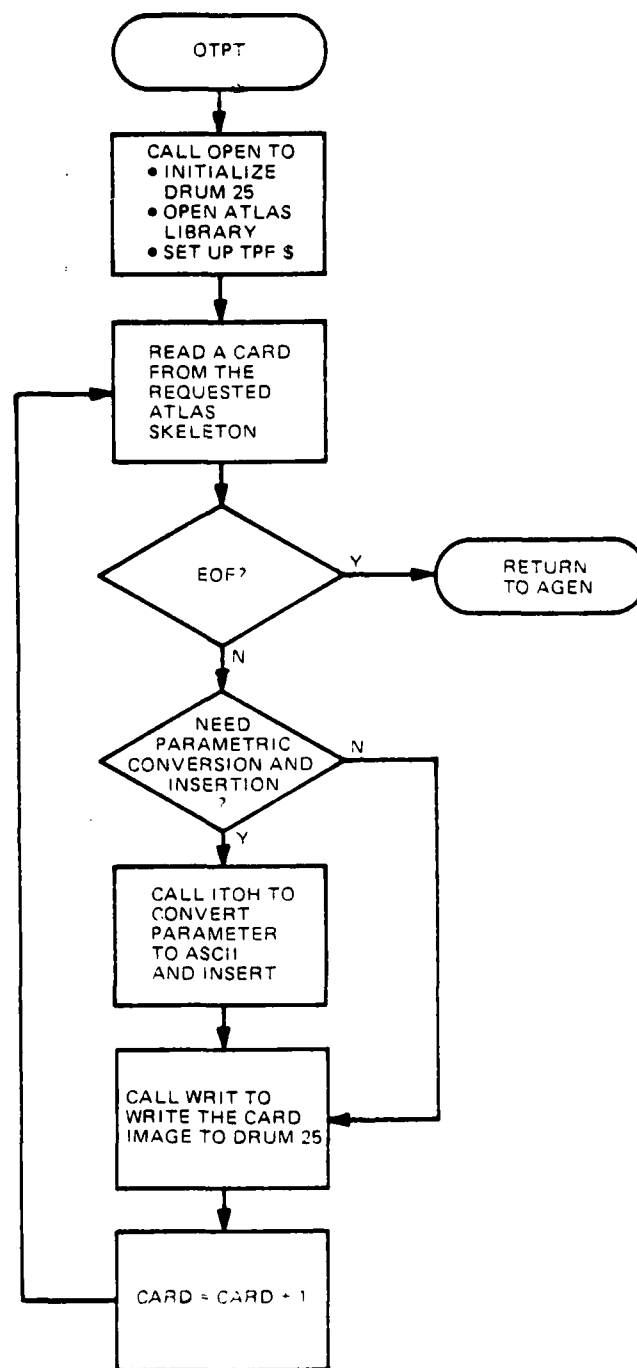 OTPT
CALL OPEN TO
• INITIALIZE
DRUM 25
• OPEN ATLAS
LIBRARY
• SET UP TPF $
READ A CARD
FROM THE
REQUESTED
ATLAS
SKELETON
EOF?
Y
RETURN
TO AGEN
N
NEED
PARAMETRIC
CONVERSION AND
INSERTION
?
N
Y
CALL ITOH TO
CONVERT
PARAMETER
TO ASCII
AND INSERT
CALL WRIT TO
WRITE THE CARD
IMAGE TO DRUM 25
CARD = CARD + 1